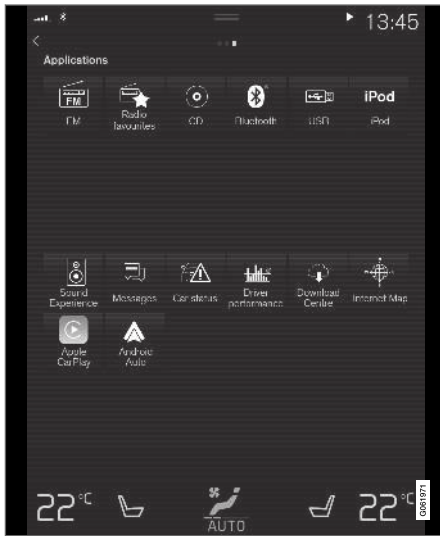 13:45
Applications
FM
FM
Radio
favourites
CD
Bluetooth
USB
iPod
iPod
Sound
Experience
Messages
Car status
Driver
performance
Download
Centre
Internet Map
Apple
CarPlay
Android
Auto
22°C
AUTO
22°C
G061971